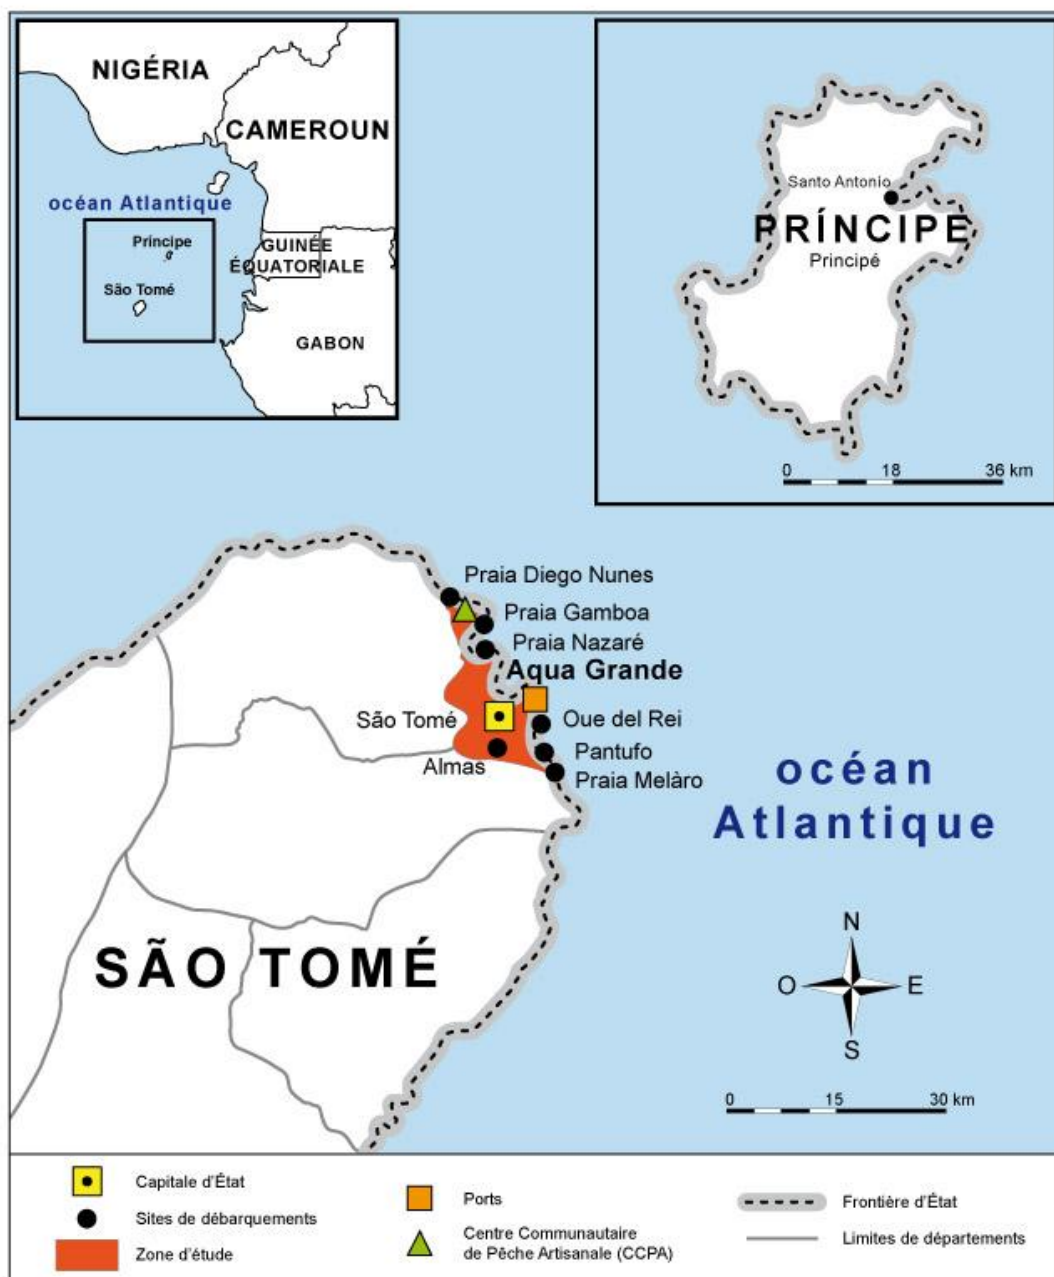 NIGÉRIA
CAMEROUN
océan Atlantique
Príncipe
São Tomé
GUINÉE
ÉQUATORIALE
GABON
Santo Antonio
PRÍNCIPE
Principé
0 18 36 km
Praia Diego Nunes
Praia Gamboa
Praia Nazaré
Aqua Grande
São Tomé
Oue del Rei
Almas
Pantufo
Praia Melàro
océan
Atlantique
SÃO TOMÉ
N
O E
S
0 15 30 km
Capitale d'État
Sites de débarquements
Zone d'étude
Ports
Centre Communautaire
de Pêche Artisanale (CCPA)
Frontière d'État
Limites de départements